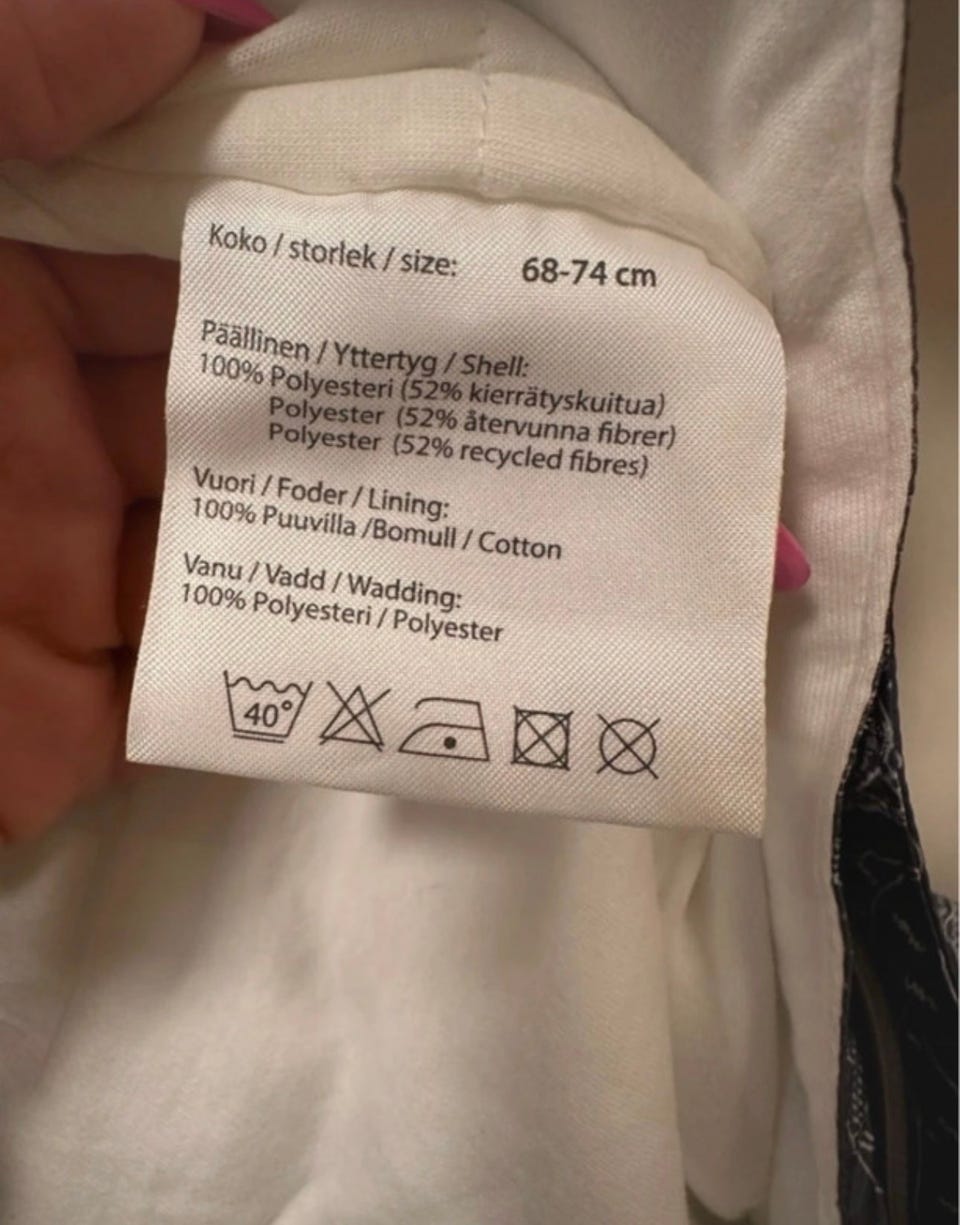 Koko / storlek / size: 68-74 cm
Päällinen / Yttertyg / Shell:
100% Polyesteri (52% kierrätyskuitua)
Polyester (52% återvunna fibrer)
Polyester (52% recycled fibres)
Vuori / Foder / Lining:
100% Puuvilla /Bomull / Cotton
Vanu / Vadd / Wadding:
100% Polyesteri / Polyester
40°